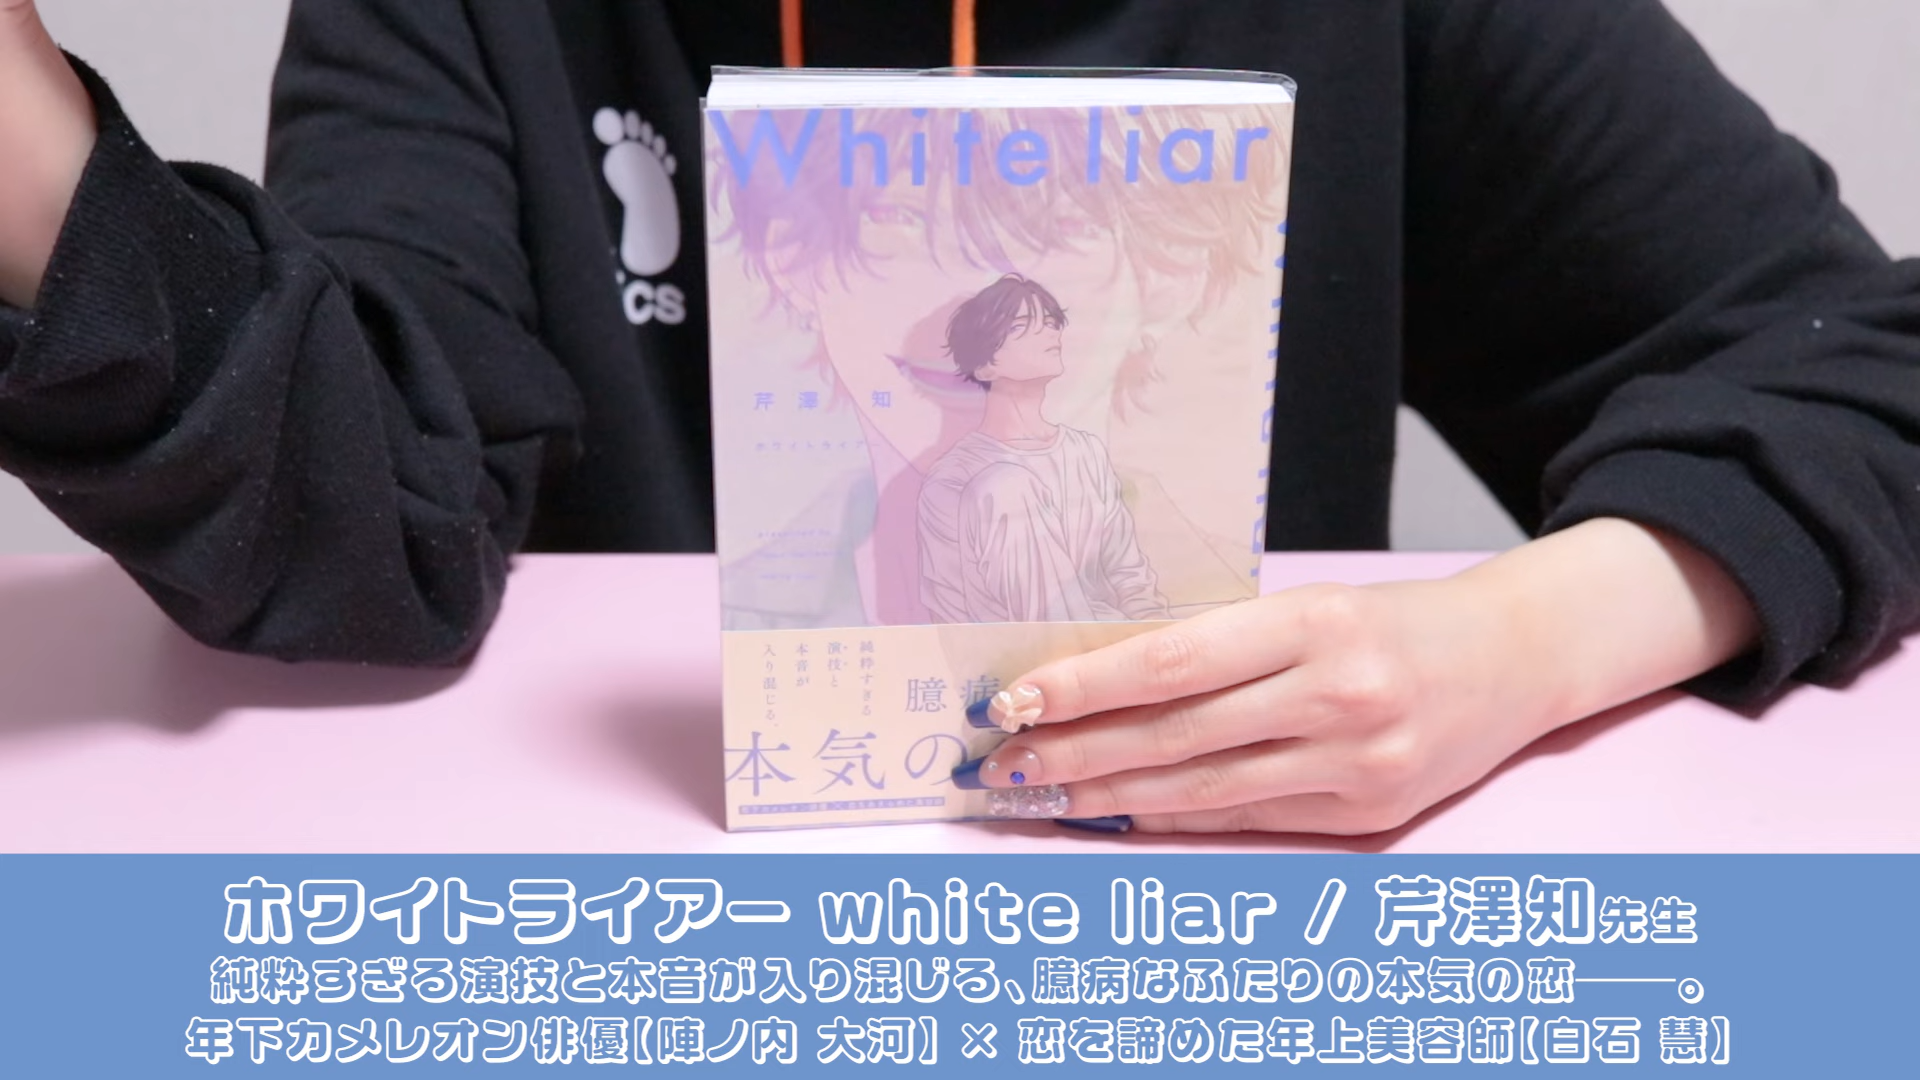 White liar
芹澤 知
ホワイトライアー
純粋すぎる
演技と
本音が
入り混じる、
臆病
本気の
ics
ホワイトライアー white liar / 芹澤知先生
純粋すぎる演技と本音が入り混じる、臆病なふたりの本気の恋――。
年下カメレオン俳優【陣ノ内 大河】 × 恋を諦めた年上美容師【白石 慧】